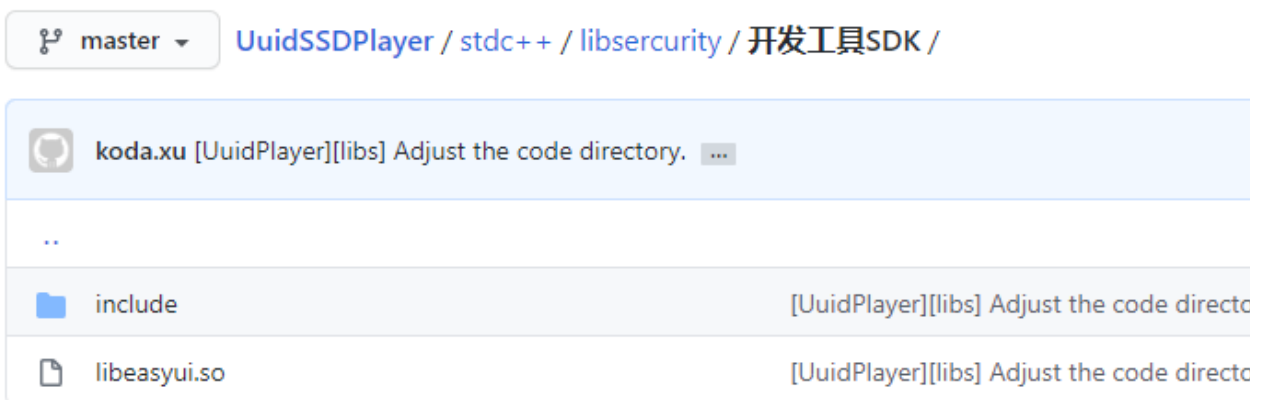 master UuidSSDPlayer / stdc++ / libsercurity / 开发工具SDK /
koda.xu [UuidPlayer][libs] Adjust the code directory. ...
..
include [UuidPlayer][libs] Adjust the code directo
libeasyui.so [UuidPlayer][libs] Adjust the code directo